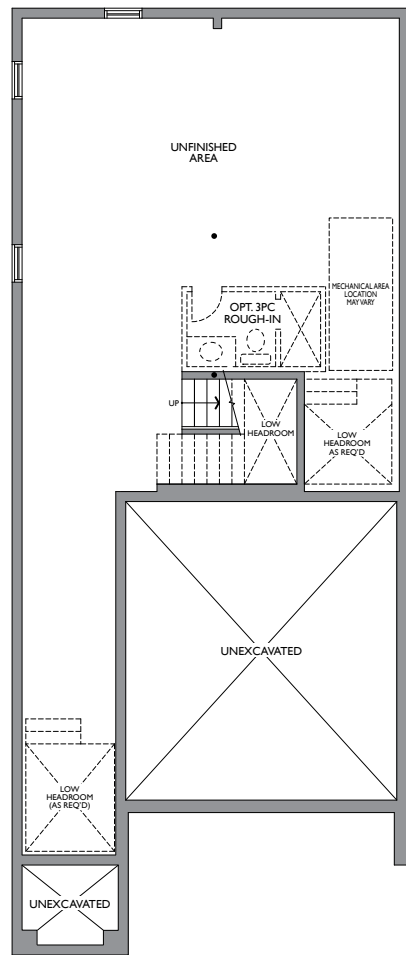 UNFINISHED
AREA
MECHANICAL AREA
LOCATION
MAY VARY
OPT. 3PC
ROUGH-IN
UP
LOW
HEADROOM
LOW
HEADROOM
AS REQ'D
UNEXCAVATED
LOW
HEADROOM
(AS REQ'D)
UNEXCAVATED